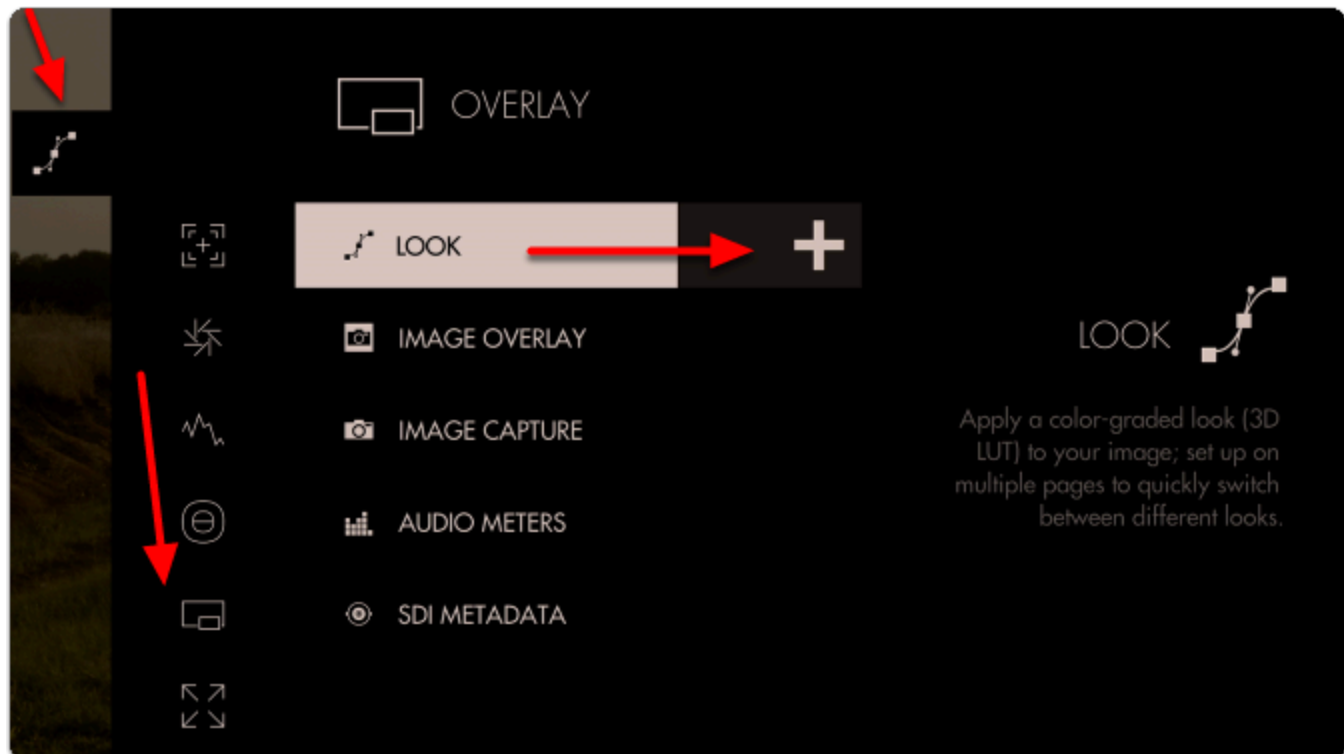 OVERLAY
LOOK
IMAGE OVERLAY
IMAGE CAPTURE
AUDIO METERS
SDI METADATA
LOOK
Apply a color-graded look (3D
LUT) to your image; set up on
multiple pages to quickly switch
between different looks.